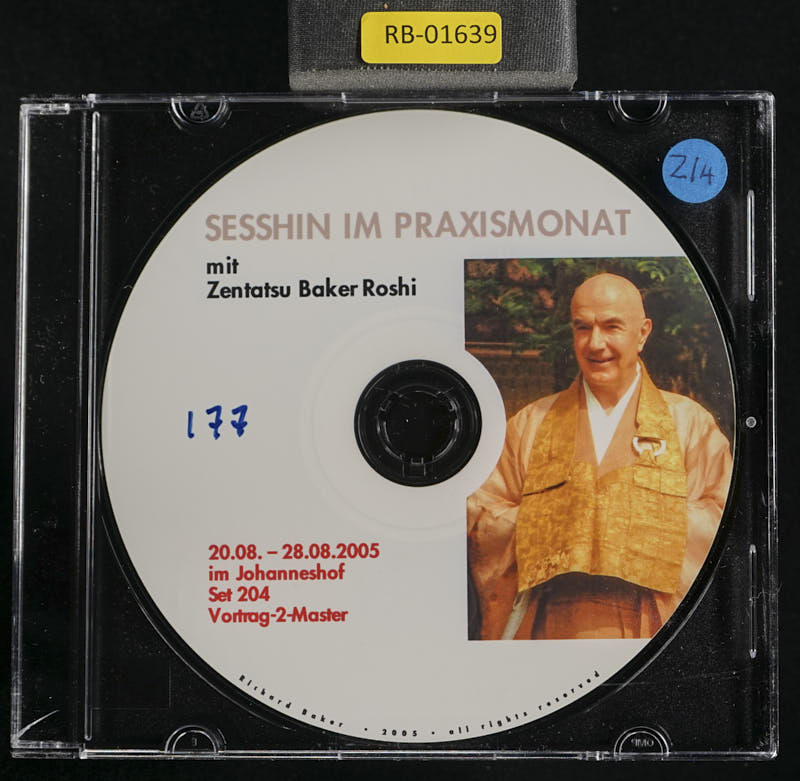 RB-01639
Z/4
SESSHIN IM PRAXISMONAT
mit
Zentatsu Baker Roshi
177
20.08. – 28.08.2005
im Johanneshof
Set 204
Vortrag-2-Master
Richard Baker • 2005 • all rights reserved